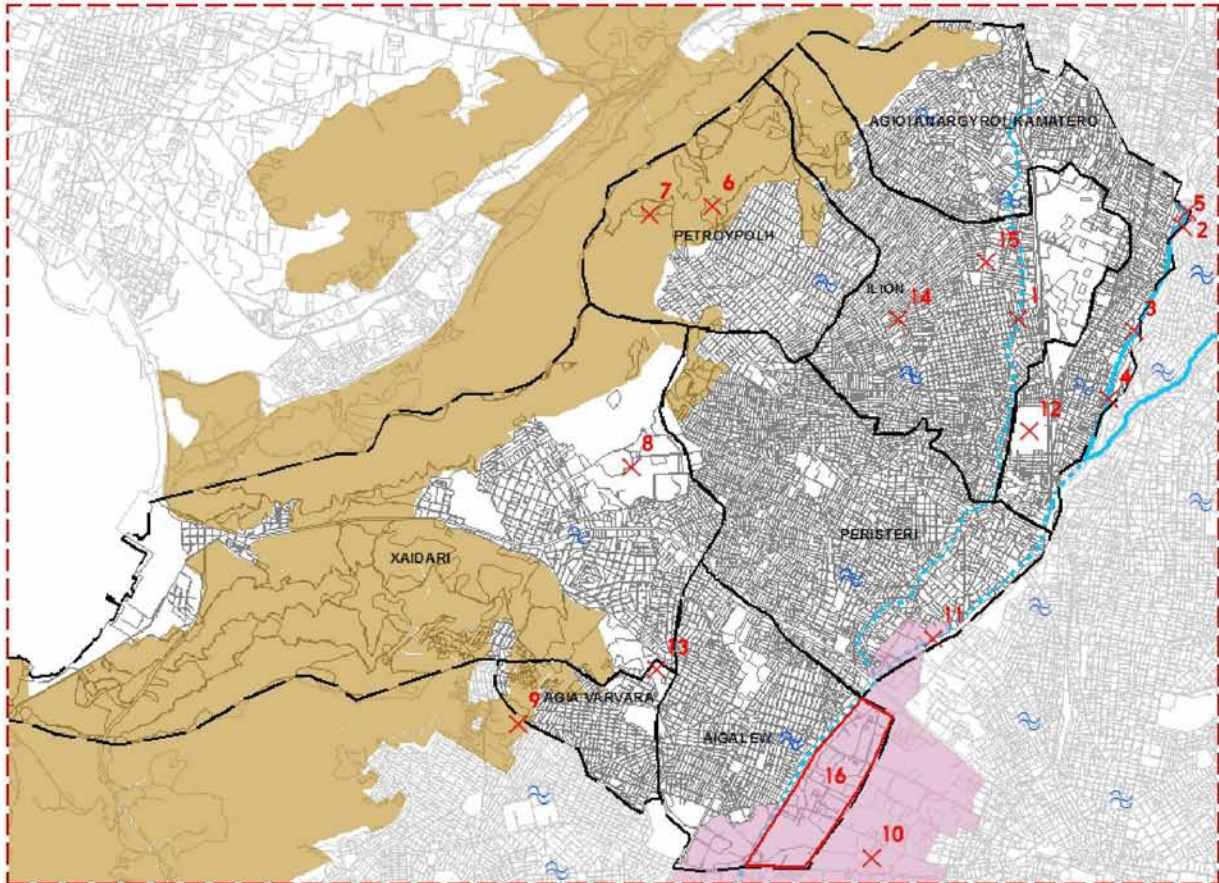 AGIOI ANARGYROI, KAMATERO
5
7
6
2
PETROYPOLH
15
ILION
14
1
3
4
12
8
PERISTERI
XAIDARI
11
13
AGIA VARVARA
9
AIGALEW
16
10